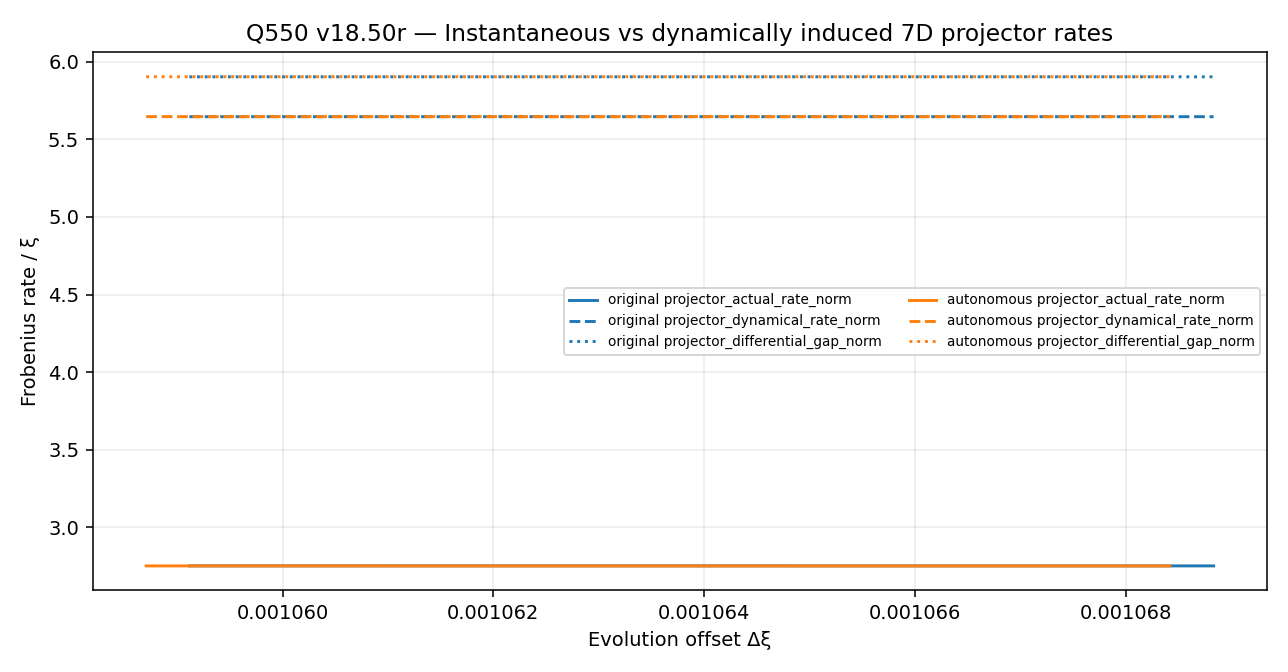 Q550 v18.50r — Instantaneous vs dynamically induced 7D projector rates
6.0
5.5
5.0
4.5
4.0
3.5
3.0
Frobenius rate / ξ
original projector_actual_rate_norm
original projector_dynamical_rate_norm
original projector_differential_gap_norm
autonomous projector_actual_rate_norm
autonomous projector_dynamical_rate_norm
autonomous projector_differential_gap_norm
0.001060 0.001062 0.001064 0.001066 0.001068
Evolution offset Δξ